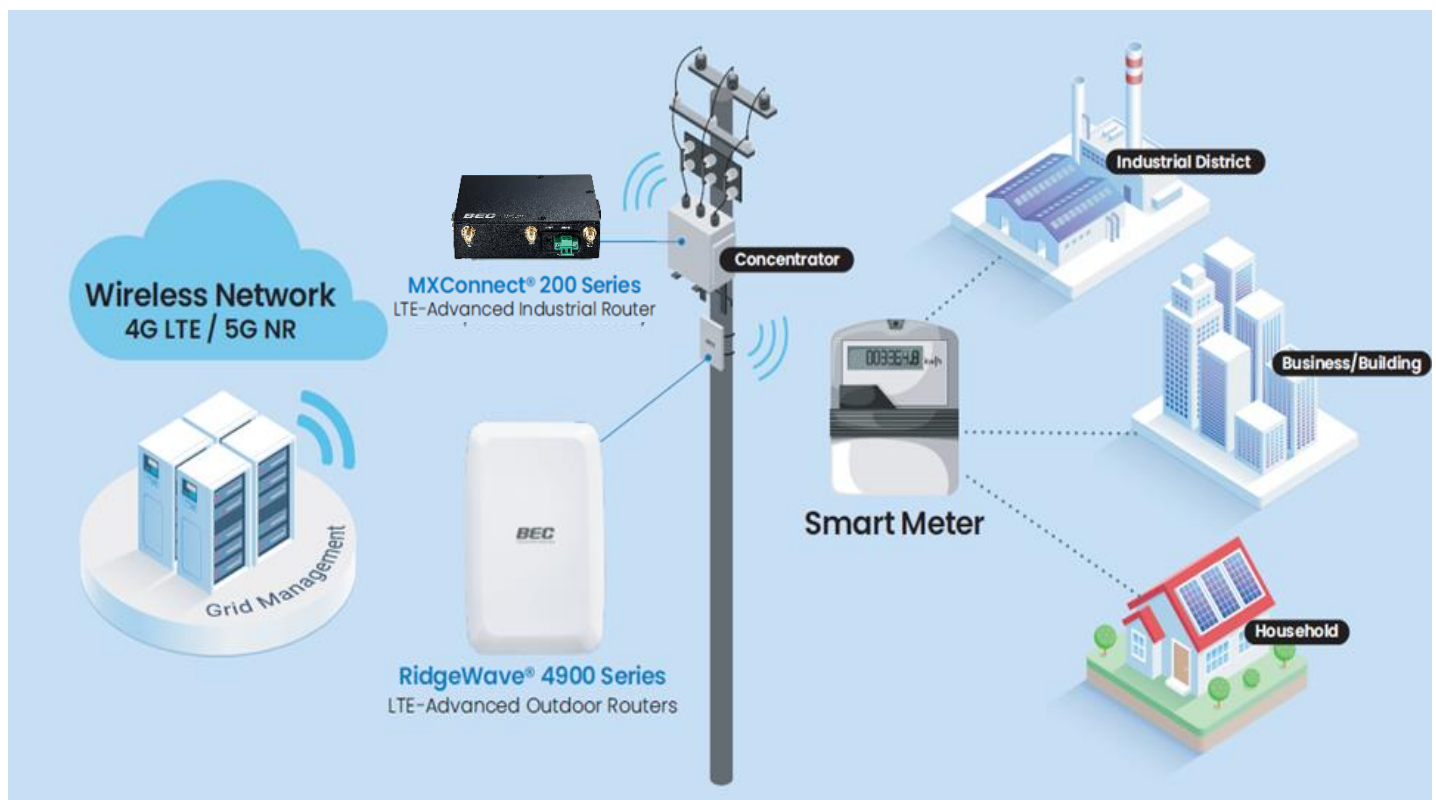 Wireless Network
4G LTE / 5G NR
Grid Management
BEC
MXConnect® 200 Series
LTE-Advanced Industrial Router
Concentrator
BEC
RidgeWave® 4900 Series
LTE-Advanced Outdoor Routers
Smart Meter
Industrial District
Business/Building
Household